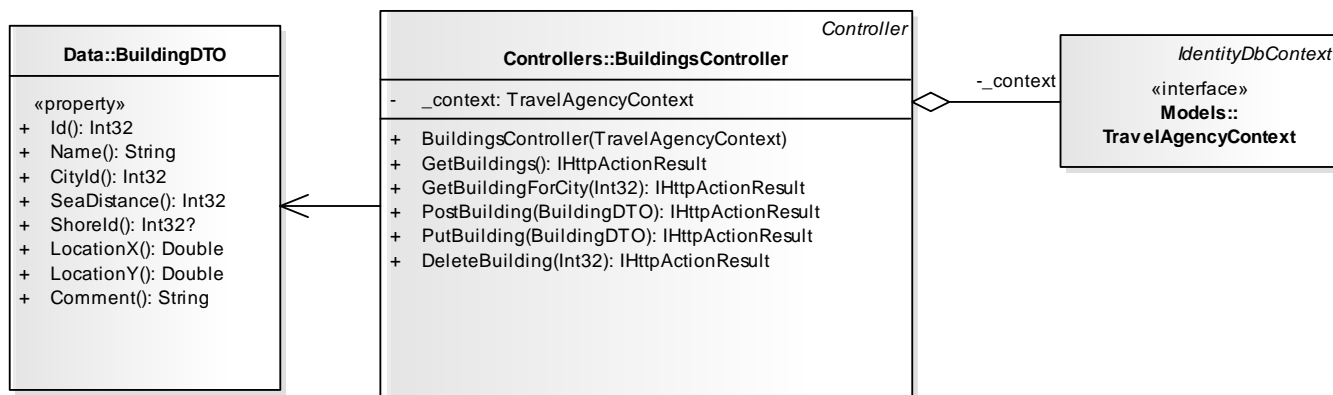 Data::BuildingDTO
«property»
+ Id(): Int32
+ Name(): String
+ CityId(): Int32
+ SeaDistance(): Int32
+ ShoreId(): Int32?
+ LocationX(): Double
+ LocationY(): Double
+ Comment(): String
Controller
Controllers::BuildingsController
- _context: TravelAgencyContext
+ BuildingsController(TravelAgencyContext)
+ GetBuildings(): IHttpActionResult
+ GetBuildingForCity(Int32): IHttpActionResult
+ PostBuilding(BuildingDTO): IHttpActionResult
+ PutBuilding(BuildingDTO): IHttpActionResult
+ DeleteBuilding(Int32): IHttpActionResult
-_context
IdentityDbContext
«interface»
Models::
TravelAgencyContext